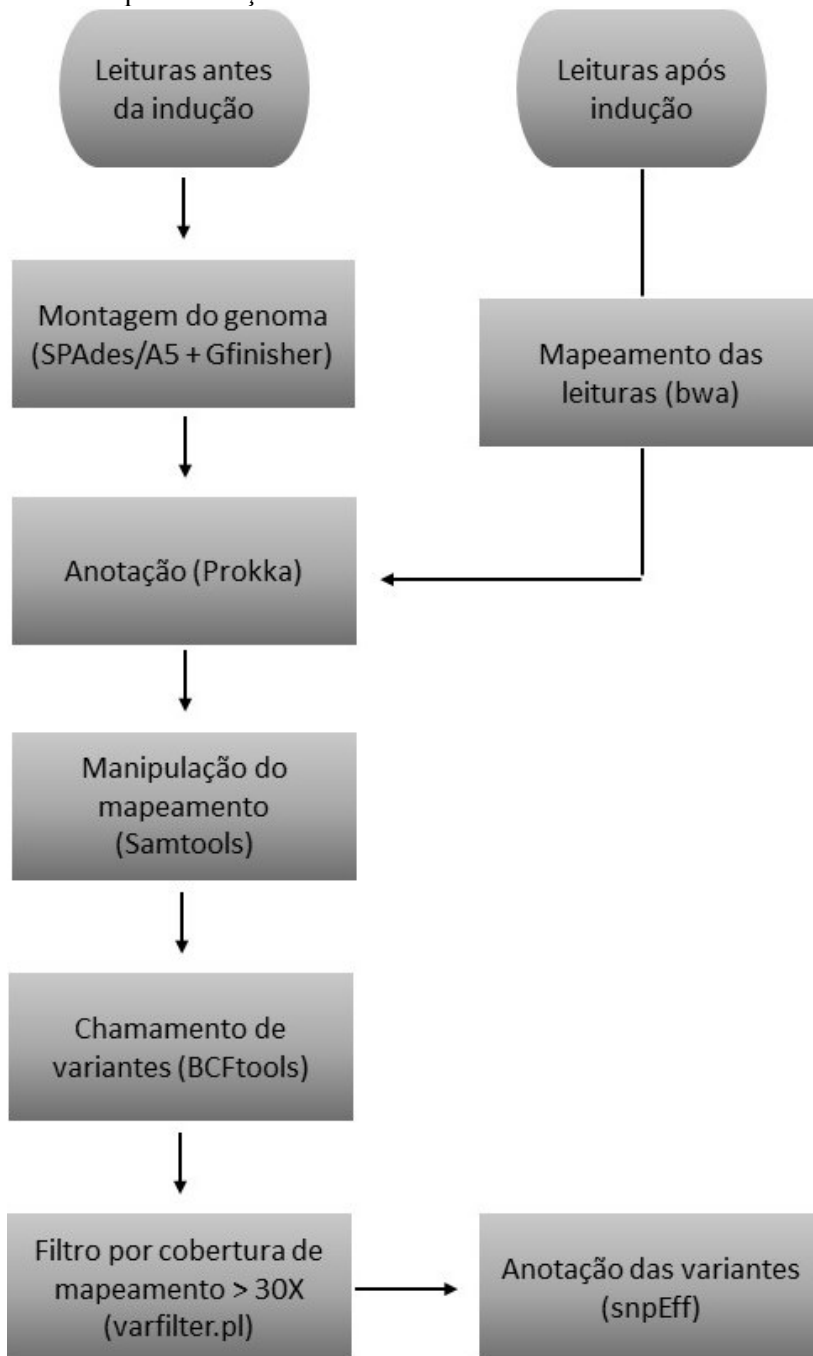 Leituras antes
da indução
Leituras após
indução
Montagem do genoma
(SPAdes/A5 + Gfinisher)
Mapeamento das
leituras (bwa)
Anotação (Prokka)
Manipulação do
mapeamento
(Samtools)
Chamamento de
variantes (BCFtools)
Filtro por cobertura de
mapeamento > 30X
(varfilter.pl)
Anotação das variantes
(snpEff)